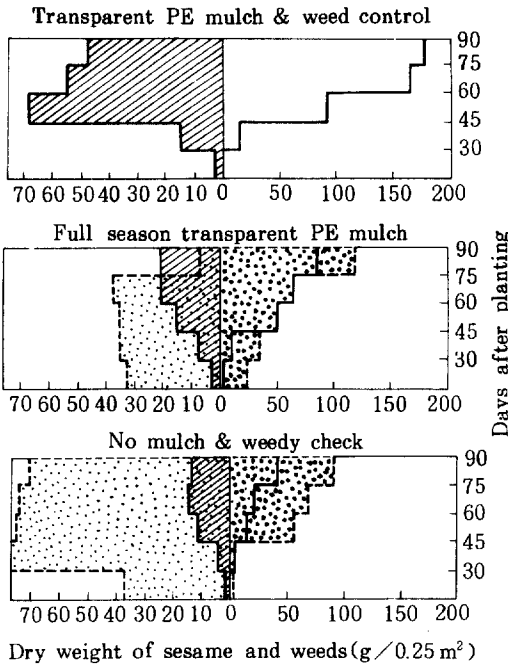 Transparent PE mulch & weed control
90
75
60
45
30
70 60 50 40 30 20 10 0 50 100 150 200
Full season transparent PE mulch
90
75
60
45
30
70 60 50 40 30 20 10 0 50 100 150 200
No mulch & weedy check
90
75
60
45
30
70 60 50 40 30 20 10 0 50 100 150 200
Days after planting
Dry weight of sesame and weeds(g/0.25 m²)